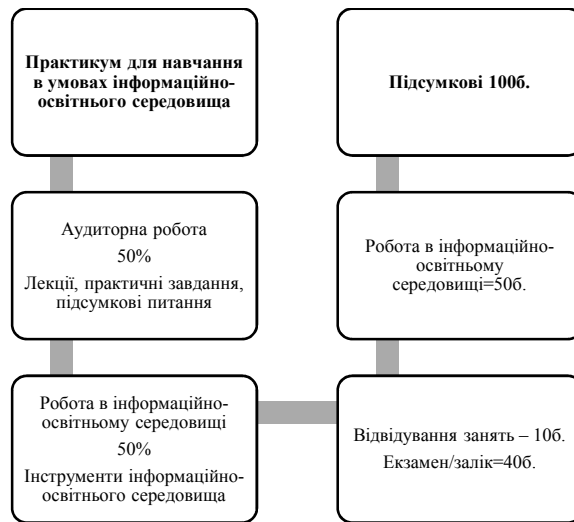 Практикум для навчання
в умовах інформаційно-
освітнього середовища
Аудиторна робота
50%
Лекції, практичні завдання,
підсумкові питання
Робота в інформаційно-
освітньому середовищі
50%
Інструменти інформаційно-
освітнього середовища
Відвідування занять – 10б.
Екзамен/залік=40б.
Робота в інформаційно-
освітньому
середовищі=50б.
Підсумкові 100б.